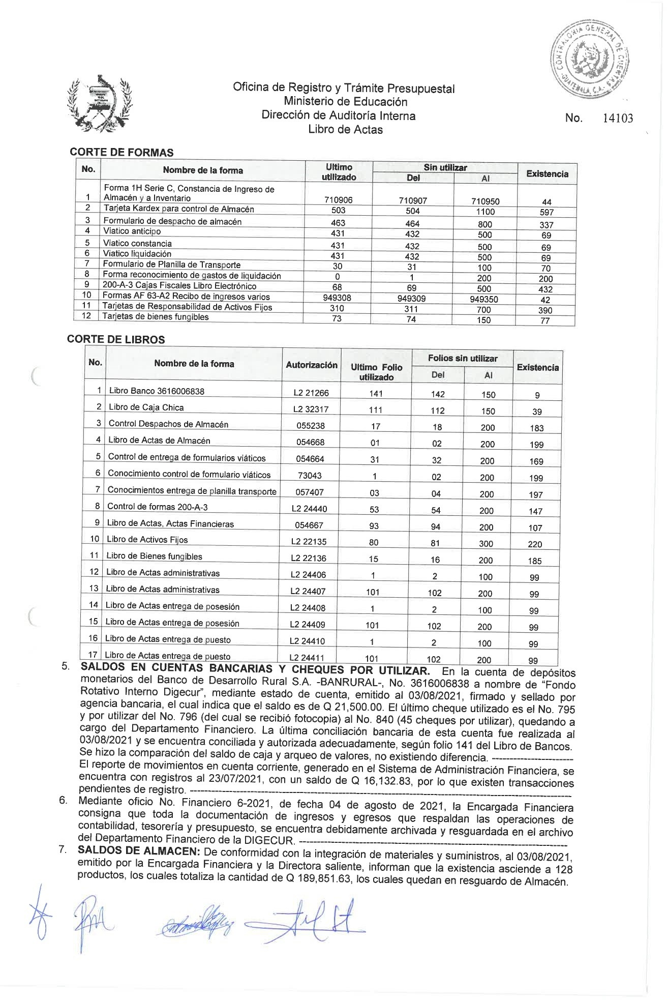 CONTRALORIA GENERAL DE CUENTAS
GUATEMALA, C.A.
Oficina de Registro y Trámite Presupuestal
Ministerio de Educación
Dirección de Auditoría Interna
Libro de Actas
No. 14103
CORTE DE FORMAS
No. Nombre de la forma Ultimo utilizado Sin utilizar Existencia
Del Al
1 Forma 1H Serie C, Constancia de Ingreso de Almacén y a Inventario 710906 710907 710950 44
2 Tarjeta Kardex para control de Almacén 503 504 1100 597
3 Formulario de despacho de almacén 463 464 800 337
4 Viatico anticipo 431 432 500 69
5 Viatico constancia 431 432 500 69
6 Viatico liquidación 431 432 500 69
7 Formulario de Planilla de Transporte 30 31 100 70
8 Forma reconocimiento de gastos de liquidación 0 1 200 200
9 200-A-3 Cajas Fiscales Libro Electrónico 68 69 500 432
10 Formas AF 63-A2 Recibo de ingresos varios 949308 949309 949350 42
11 Tarjetas de Responsabilidad de Activos Fijos 310 311 700 390
12 Tarjetas de bienes fungibles 73 74 150 77
CORTE DE LIBROS
No. Nombre de la forma Autorización Ultimo Folio utilizado Folios sin utilizar Existencia
Del Al
1 Libro Banco 3616006838 L2 21266 141 142 150 9
2 Libro de Caja Chica L2 32317 111 112 150 39
3 Control Despachos de Almacén 055238 17 18 200 183
4 Libro de Actas de Almacén 054668 01 02 200 199
5 Control de entrega de formularios viáticos 054664 31 32 200 169
6 Conocimiento control de formulario viáticos 73043 1 02 200 199
7 Conocimientos entrega de planilla transporte 057407 03 04 200 197
8 Control de formas 200-A-3 L2 24440 53 54 200 147
9 Libro de Actas, Actas Financieras 054667 93 94 200 107
10 Libro de Activos Fijos L2 22135 80 81 300 220
11 Libro de Bienes fungibles L2 22136 15 16 200 185
12 Libro de Actas administrativas L2 24406 1 2 100 99
13 Libro de Actas administrativas L2 24407 101 102 200 99
14 Libro de Actas entrega de posesión L2 24408 1 2 100 99
15 Libro de Actas entrega de posesión L2 24409 101 102 200 99
16 Libro de Actas entrega de puesto L2 24410 1 2 100 99
17 Libro de Actas entrega de puesto L2 24411 101 102 200 99
5. SALDOS EN CUENTAS BANCARIAS Y CHEQUES POR UTILIZAR. En la cuenta de depósitos
monetarios del Banco de Desarrollo Rural S.A. -BANRURAL-, No. 3616006838 a nombre de "Fondo
Rotativo Interno Digecur", mediante estado de cuenta, emitido al 03/08/2021, firmado y sellado por
agencia bancaria, el cual indica que el saldo es de Q 21,500.00. El último cheque utilizado es el No. 795
y por utilizar del No. 796 (del cual se recibió fotocopia) al No. 840 (45 cheques por utilizar), quedando a
cargo del Departamento Financiero. La última conciliación bancaria de esta cuenta fue realizada al
03/08/2021 y se encuentra conciliada y autorizada adecuadamente, según folio 141 del Libro de Bancos.
Se hizo la comparación del saldo de caja y arqueo de valores, no existiendo diferencia. -----------------------
El reporte de movimientos en cuenta corriente, generado en el Sistema de Administración Financiera, se
encuentra con registros al 23/07/2021, con un saldo de Q 16,132.83, por lo que existen transacciones
pendientes de registro. ---------------------------------------------------------------------------------------------------------
6. Mediante oficio No. Financiero 6-2021, de fecha 04 de agosto de 2021, la Encargada Financiera
consigna que toda la documentación de ingresos y egresos que respaldan las operaciones de
contabilidad, tesorería y presupuesto, se encuentra debidamente archivada y resguardada en el archivo
del Departamento Financiero de la DIGECUR. --------------------------------------------------------------------------
7. SALDOS DE ALMACEN: De conformidad con la integración de materiales y suministros, al 03/08/2021,
emitido por la Encargada Financiera y la Directora saliente, informan que la existencia asciende a 128
productos, los cuales totaliza la cantidad de Q 189,851.63, los cuales quedan en resguardo de Almacén.